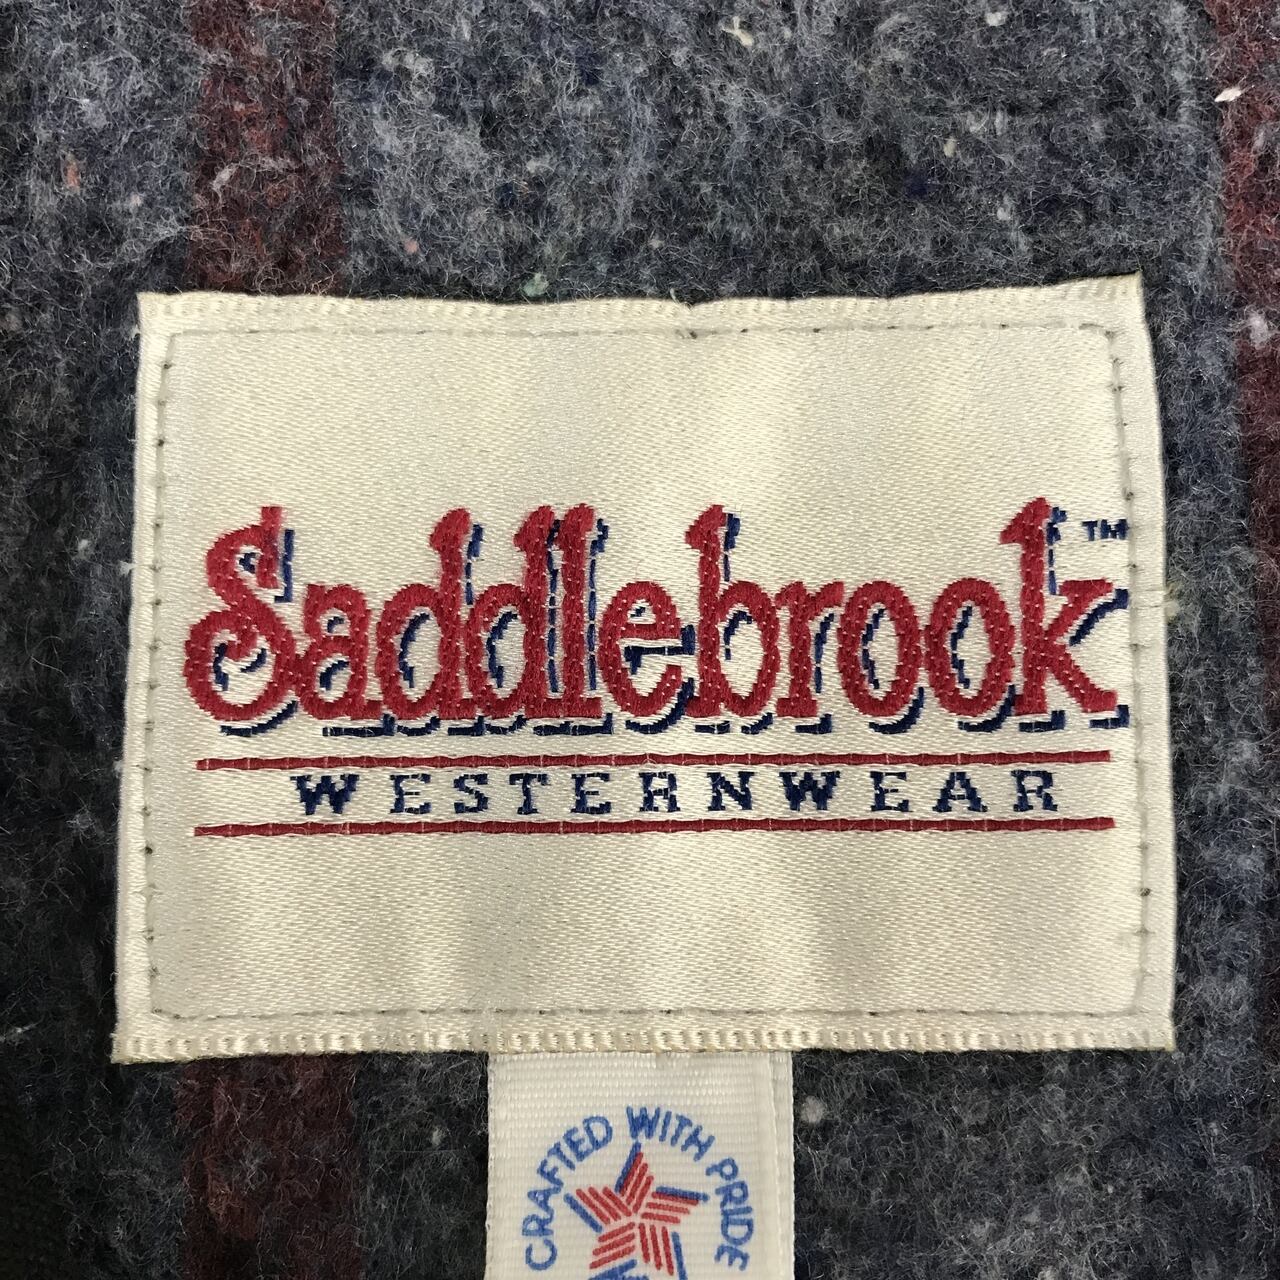 Saddlebrook™
WESTERNWEAR
CRAFTED WITH PRIDE